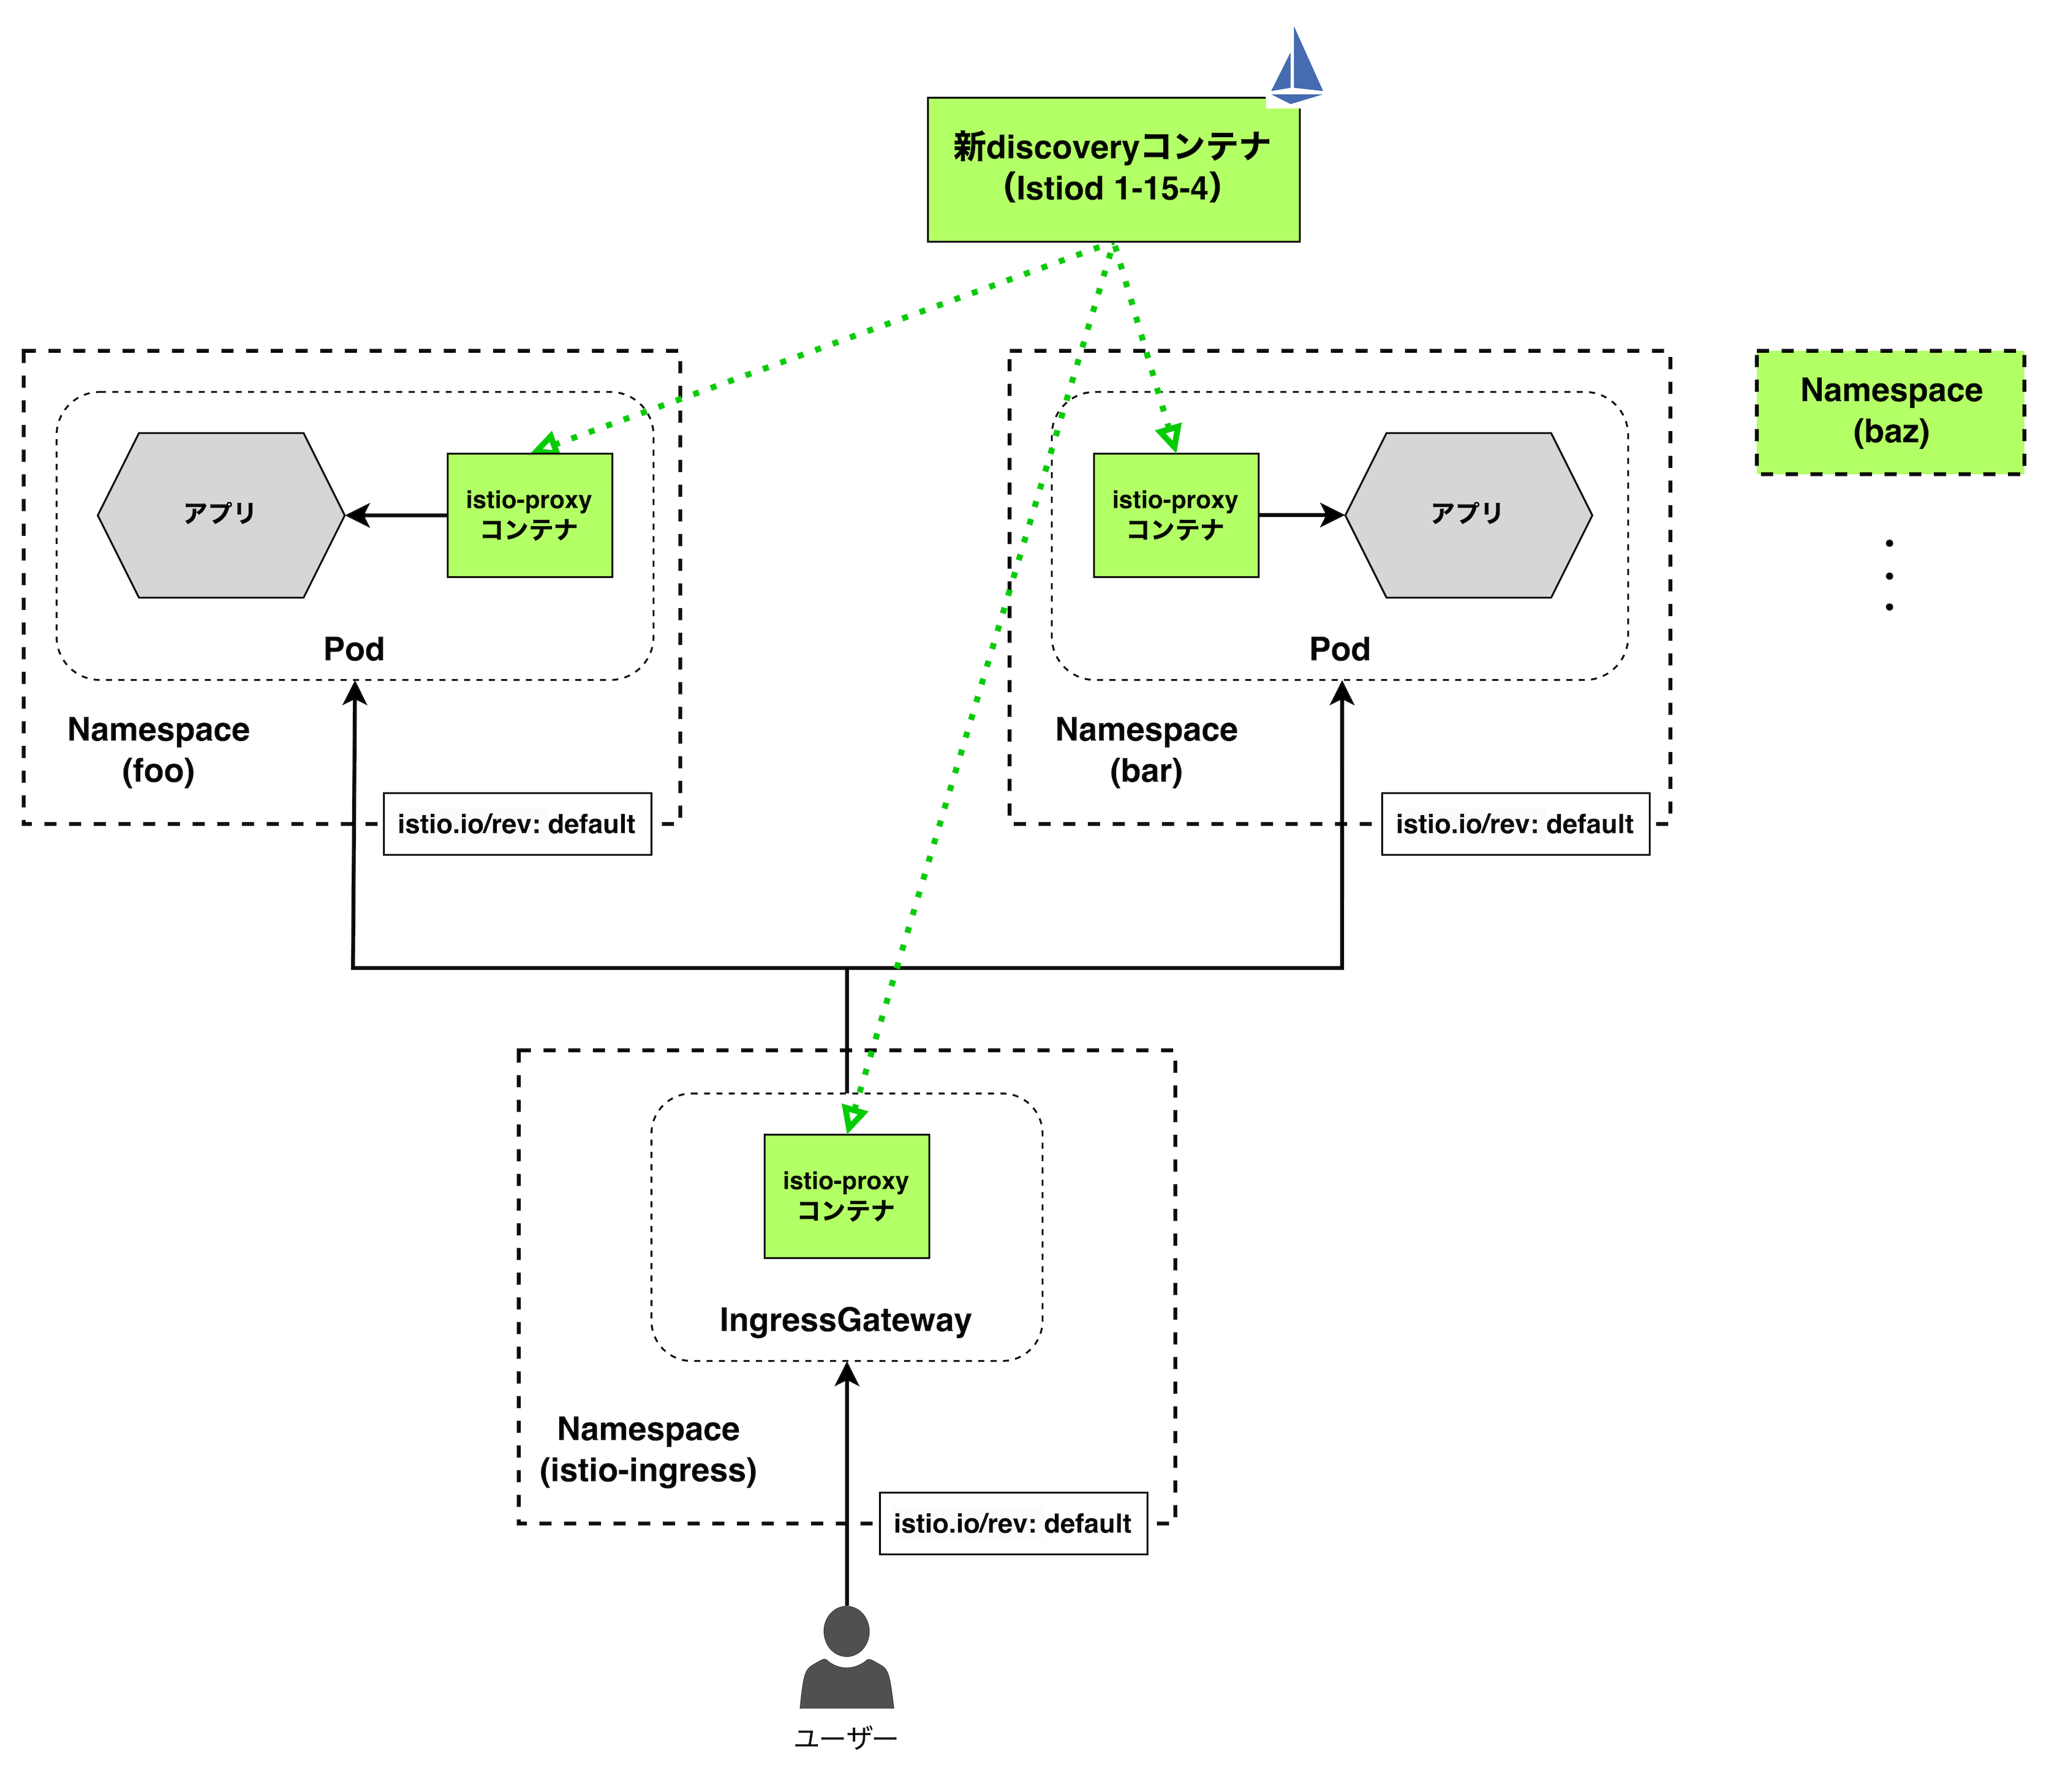 新discoveryコンテナ
(Istiod 1-15-4)
アプリ
istio-proxy
コンテナ
Pod
Namespace
(foo)
istio.io/rev: default
istio-proxy
コンテナ
アプリ
Pod
Namespace
(bar)
istio.io/rev: default
Namespace
(baz)
istio-proxy
コンテナ
IngressGateway
Namespace
(istio-ingress)
istio.io/rev: default
ユーザー